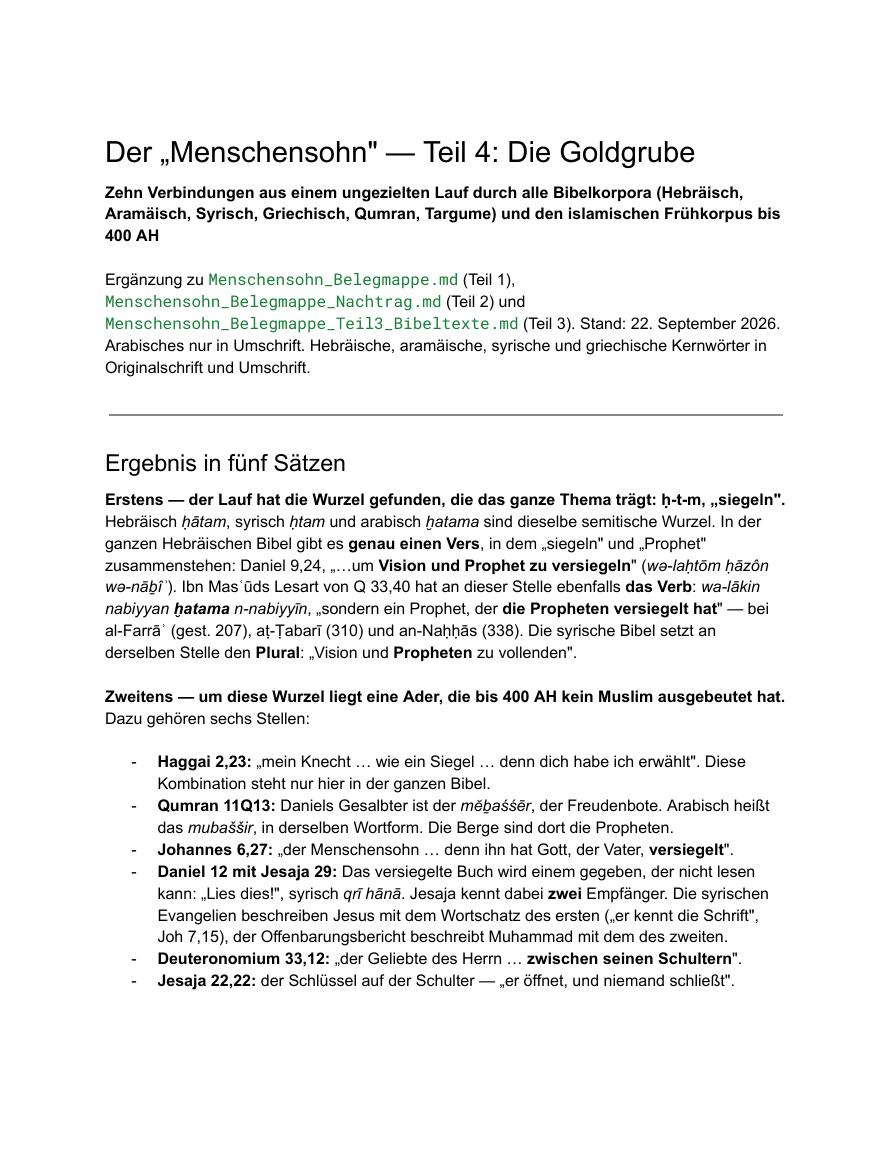 Der „Menschensohn" — Teil 4: Die Goldgrube
Zehn Verbindungen aus einem ungezielten Lauf durch alle Bibelkorpora (Hebräisch,
Aramäisch, Syrisch, Griechisch, Qumran, Targume) und den islamischen Frühkorpus bis
400 AH
Ergänzung zu Menschensohn_Belegmappe.md (Teil 1),
Menschensohn_Belegmappe_Nachtrag.md (Teil 2) und
Menschensohn_Belegmappe_Teil3_Bibeltexte.md (Teil 3). Stand: 22. September 2026.
Arabisches nur in Umschrift. Hebräische, aramäische, syrische und griechische Kernwörter in
Originalschrift und Umschrift.
Ergebnis in fünf Sätzen
Erstens — der Lauf hat die Wurzel gefunden, die das ganze Thema trägt: ḥ-t-m, „siegeln".
Hebräisch ḥātam, syrisch ḥtam und arabisch ḫatama sind dieselbe semitische Wurzel. In der
ganzen Hebräischen Bibel gibt es genau einen Vers, in dem „siegeln" und „Prophet"
zusammenstehen: Daniel 9,24, „…um Vision und Prophet zu versiegeln" (wə-laḥtōm ḥāzôn
wə-nāḇîʾ). Ibn Masʿūds Lesart von Q 33,40 hat an dieser Stelle ebenfalls das Verb: wa-lākin
nabiyyan ḫatama n-nabiyyīn, „sondern ein Prophet, der die Propheten versiegelt hat" — bei
al-Farrāʾ (gest. 207), aṭ-Ṭabarī (310) und an-Naḥḥās (338). Die syrische Bibel setzt an
derselben Stelle den Plural: „Vision und Propheten zu vollenden".
Zweitens — um diese Wurzel liegt eine Ader, die bis 400 AH kein Muslim ausgebeutet hat.
Dazu gehören sechs Stellen:
- Haggai 2,23: „mein Knecht … wie ein Siegel … denn dich habe ich erwählt". Diese
Kombination steht nur hier in der ganzen Bibel.
- Qumran 11Q13: Daniels Gesalbter ist der mĕḇaśśēr, der Freudenbote. Arabisch heißt
das mubaššir, in derselben Wortform. Die Berge sind dort die Propheten.
- Johannes 6,27: „der Menschensohn … denn ihn hat Gott, der Vater, versiegelt".
- Daniel 12 mit Jesaja 29: Das versiegelte Buch wird einem gegeben, der nicht lesen
kann: „Lies dies!", syrisch qrī hānā. Jesaja kennt dabei zwei Empfänger. Die syrischen
Evangelien beschreiben Jesus mit dem Wortschatz des ersten („er kennt die Schrift",
Joh 7,15), der Offenbarungsbericht beschreibt Muhammad mit dem des zweiten.
- Deuteronomium 33,12: „der Geliebte des Herrn … zwischen seinen Schultern".
- Jesaja 22,22: der Schlüssel auf der Schulter — „er öffnet, und niemand schließt".